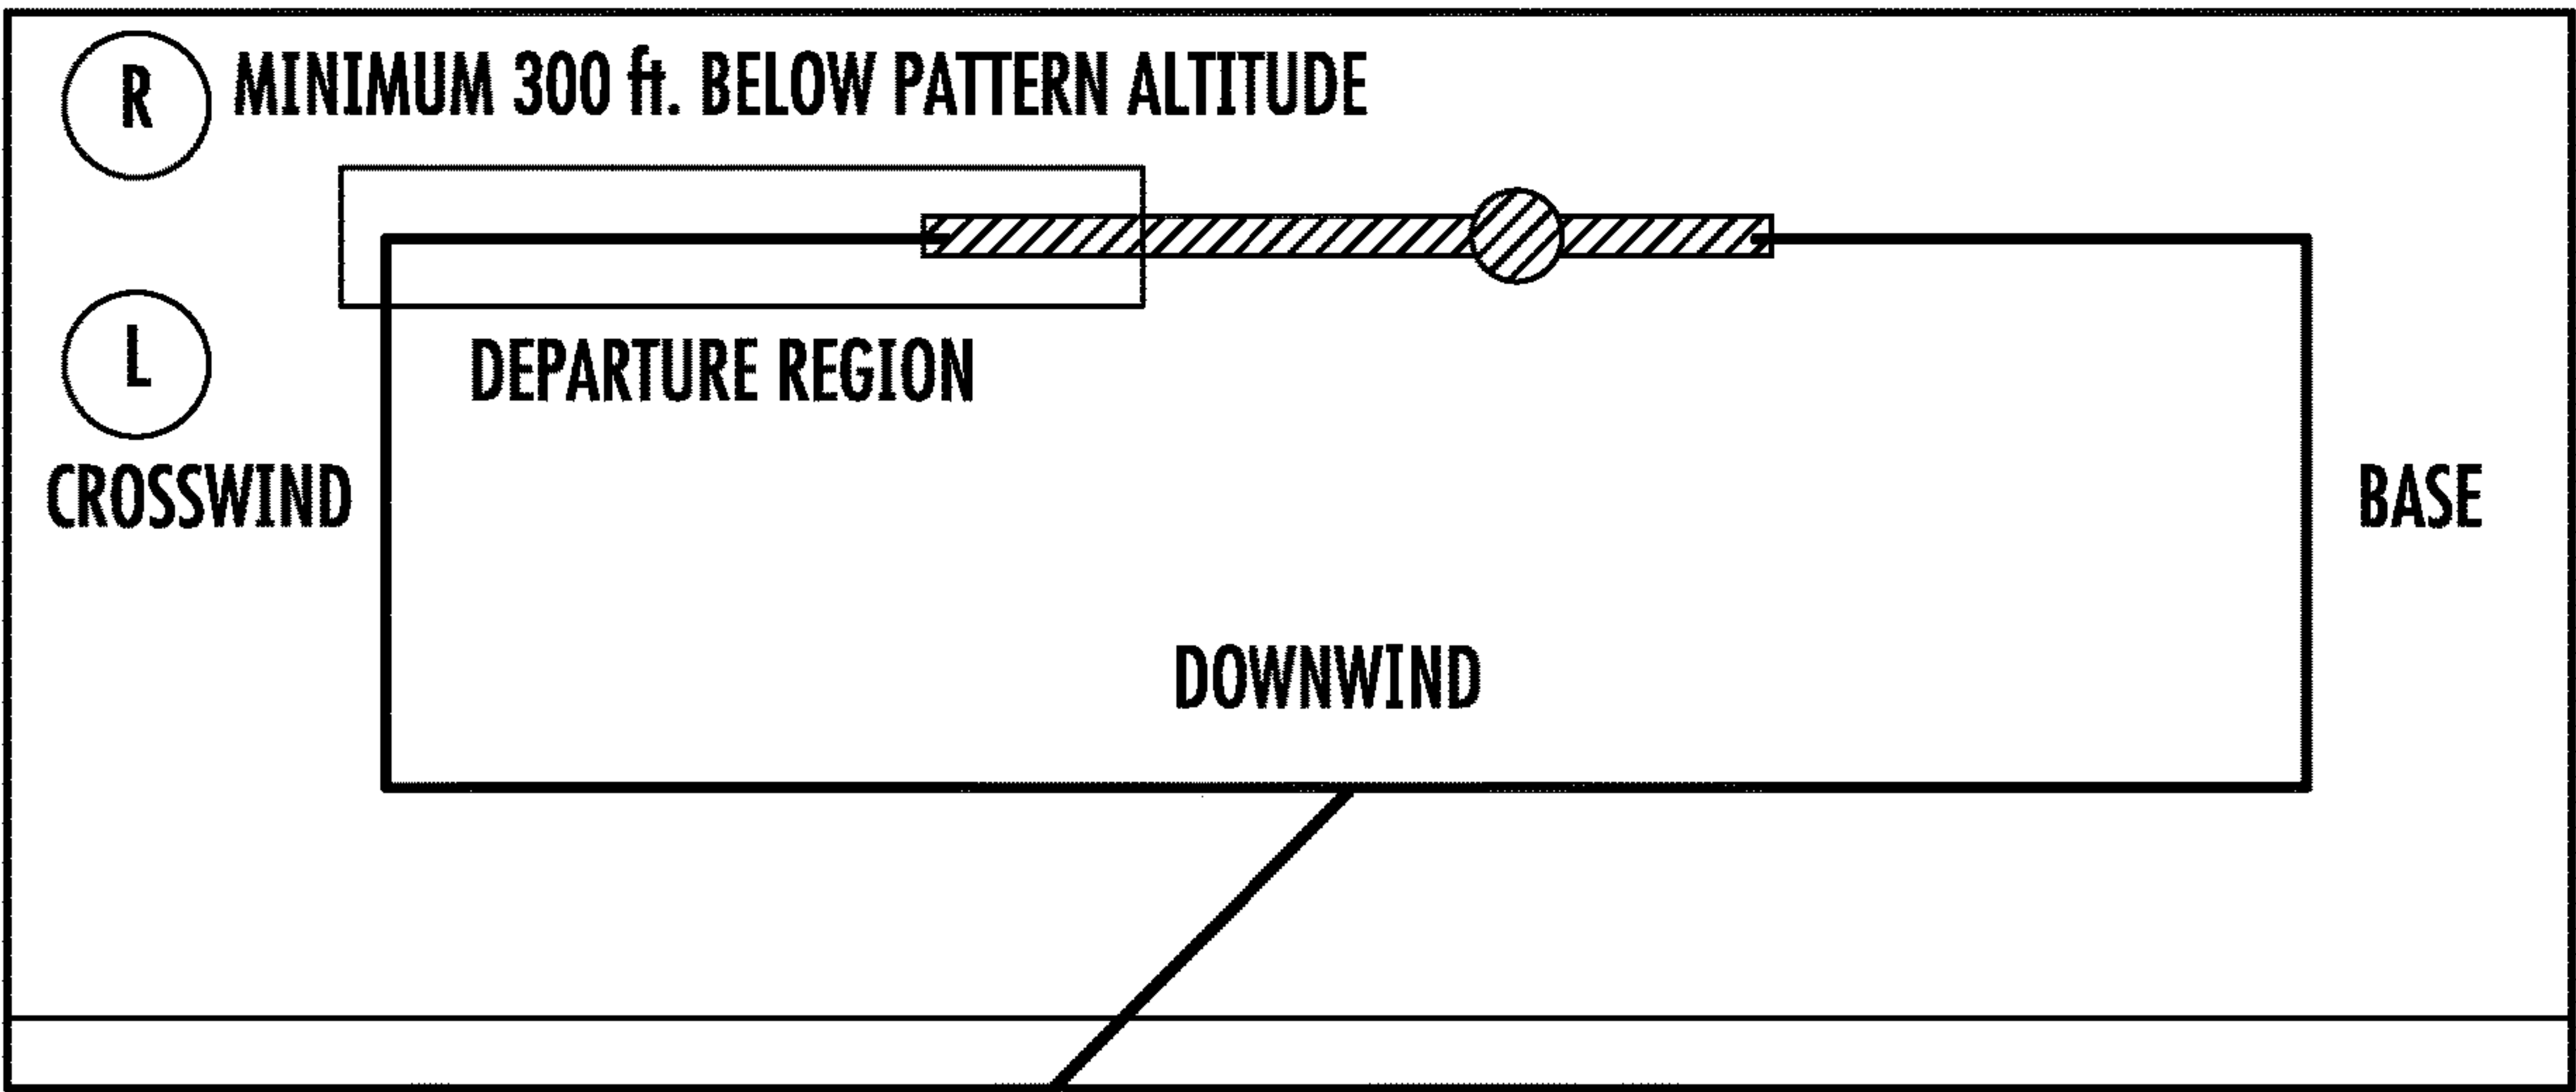 R MINIMUM 300 ft. BELOW PATTERN ALTITUDE
L
DEPARTURE REGION
CROSSWIND
BASE
DOWNWIND